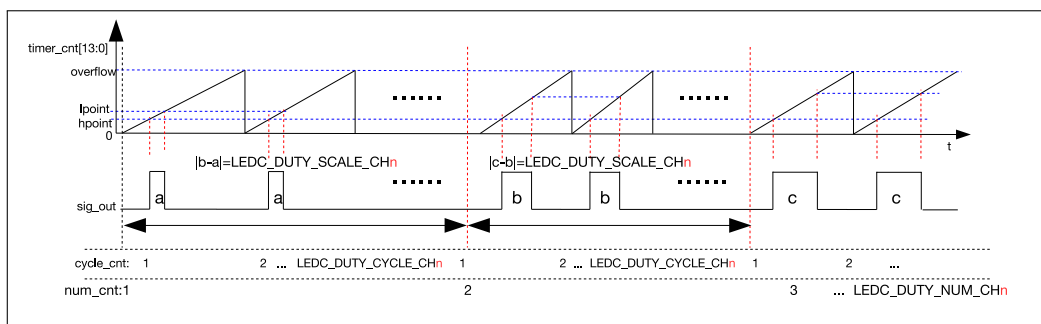 timer_cnt[13:0]
overflow
lpoint
hpoint
0
t
|b-a|=LEDC_DUTY_SCALE_CHn
|c-b|=LEDC_DUTY_SCALE_CHn
a a b b c c
sig_out
cycle_cnt: 1 2 ... LEDC_DUTY_CYCLE_CHn 1 2 ... LEDC_DUTY_CYCLE_CHn 1 2 ...
num_cnt:1 2 3 ... LEDC_DUTY_NUM_CHn